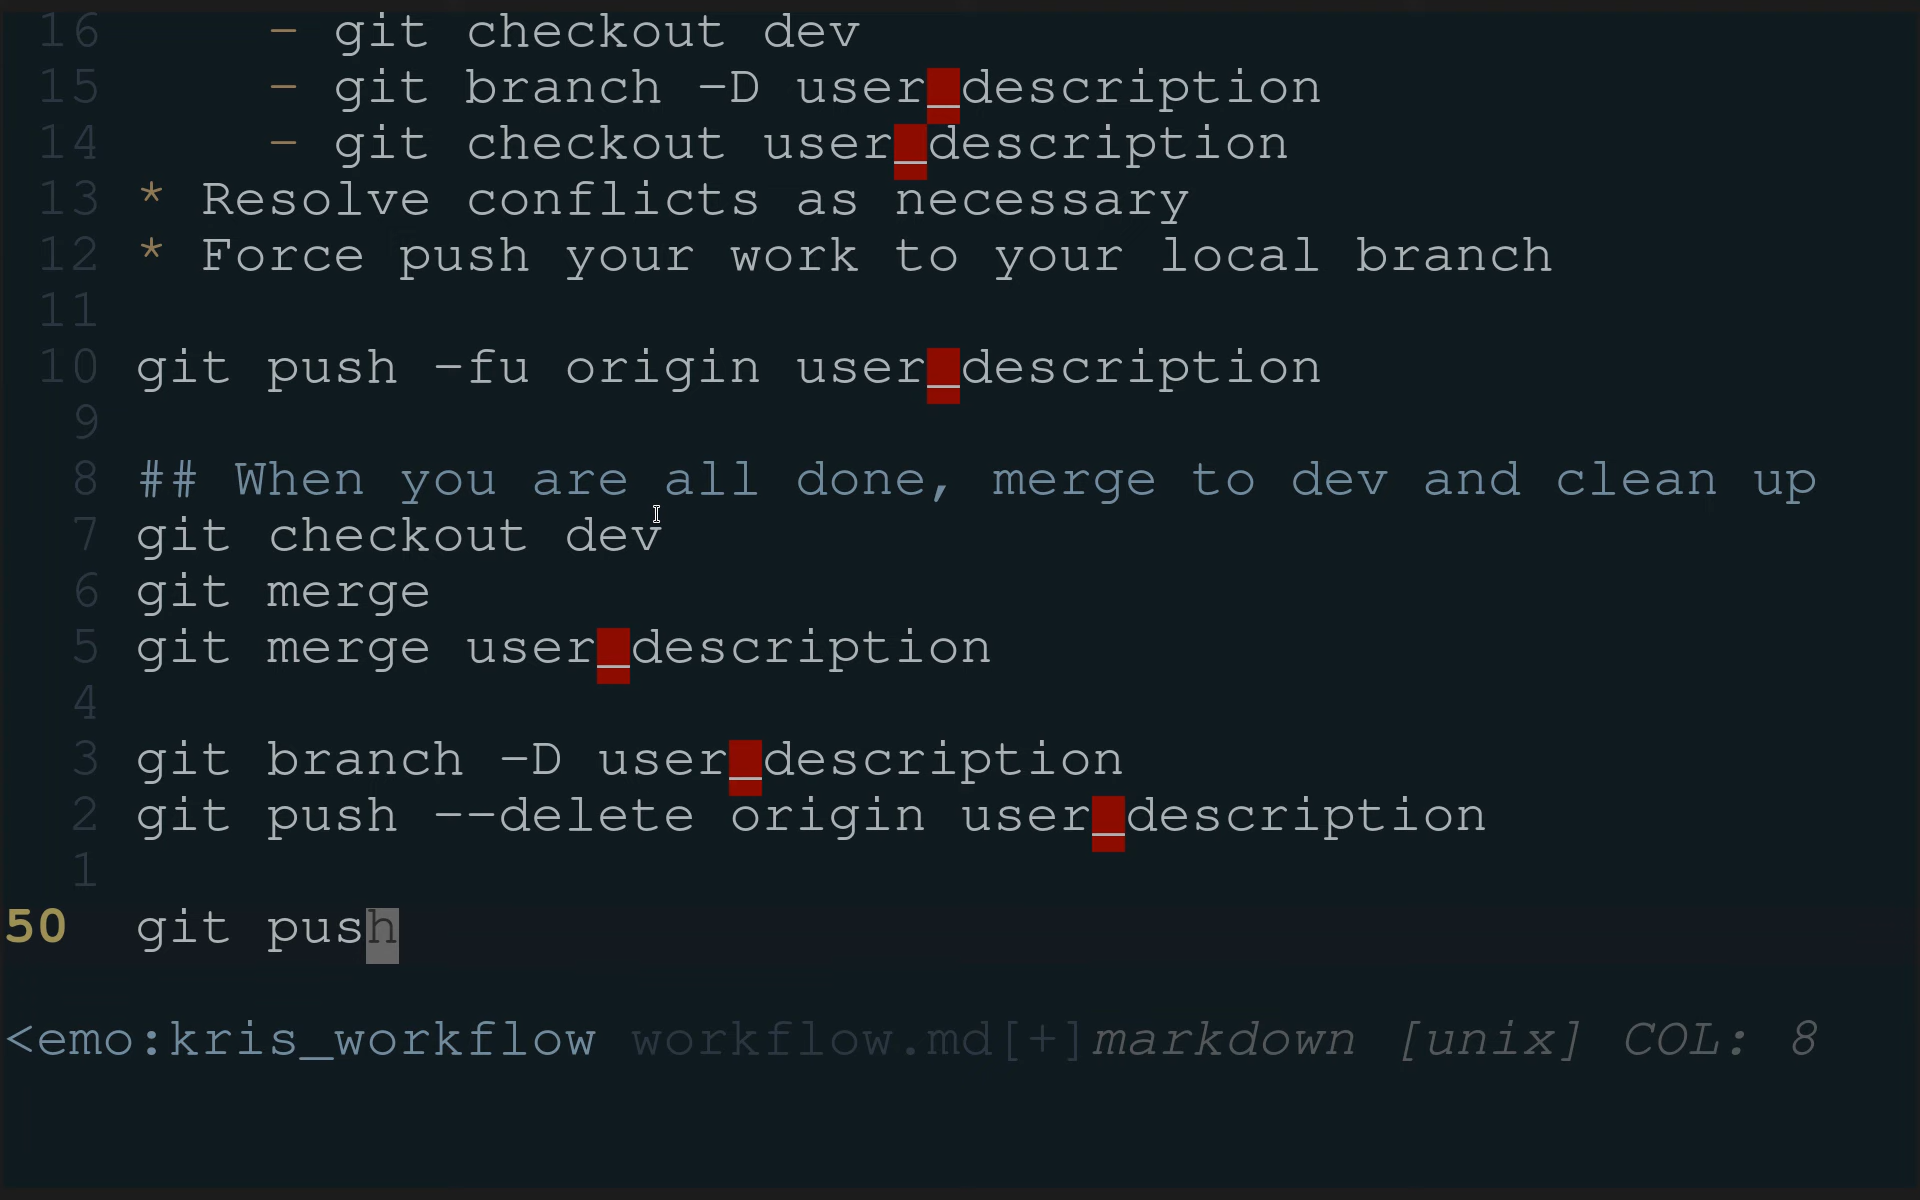 16 - git checkout dev
15 - git branch -D user_description
14 - git checkout user_description
13 * Resolve conflicts as necessary
12 * Force push your work to your local branch
11
10 git push -fu origin user_description
9
8 ## When you are all done, merge to dev and clean up
7 git checkout dev
6 git merge
5 git merge user_description
4
3 git branch -D user_description
2 git push --delete origin user_description
1
50 git push
<emo:kris_workflow workflow.md[+]markdown [unix] COL: 8